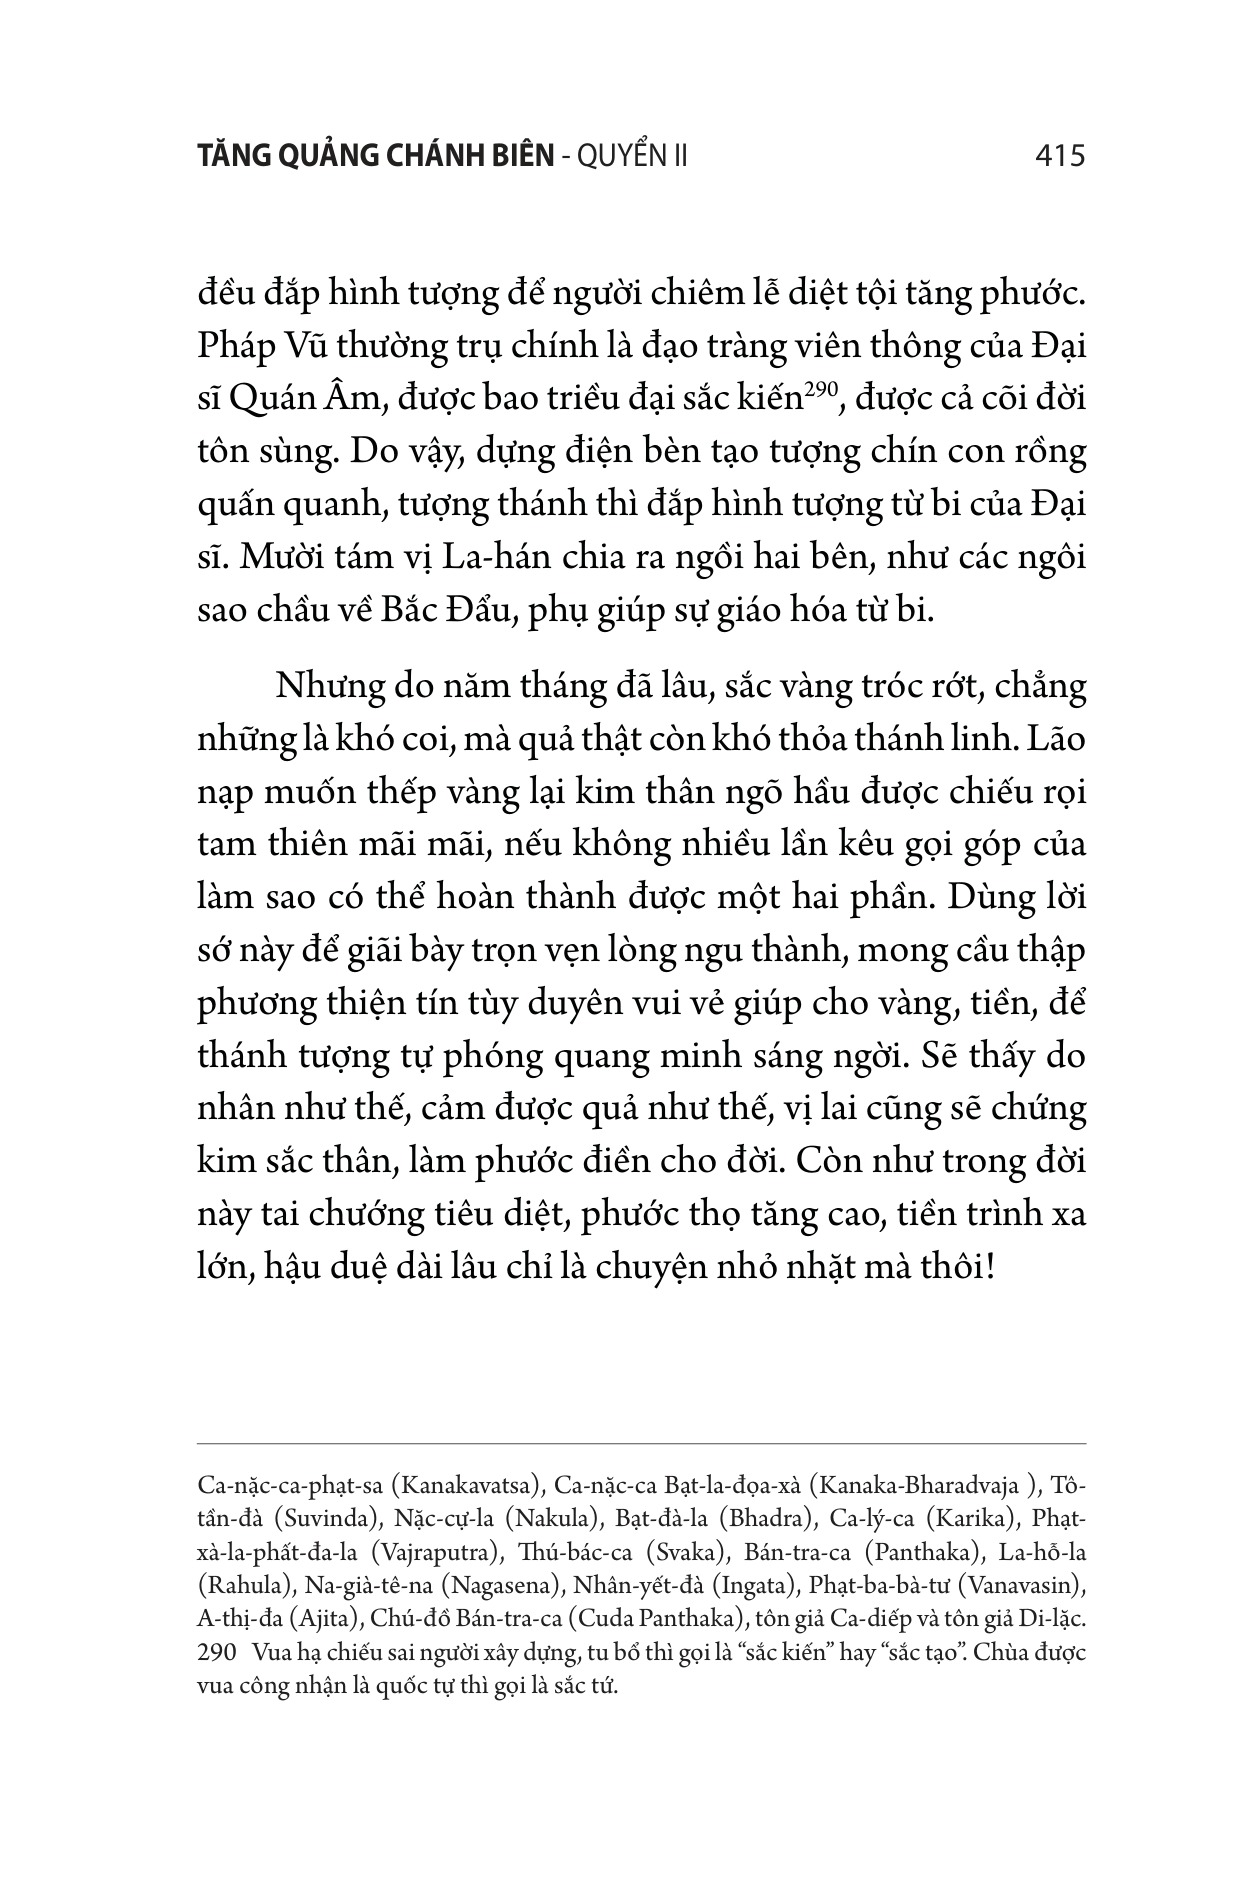 TĂNG QUẢNG CHÁNH BIÊN - QUYỂN II 415
đều đắp hình tượng để người chiêm lễ diệt tội tăng phước.
Pháp Vũ thường trụ chính là đạo tràng viên thông của Đại
sĩ Quán Âm, được bao triều đại sắc kiến290, được cả cõi đời
tôn sùng. Do vậy, dựng điện bèn tạo tượng chín con rồng
quấn quanh, tượng thánh thì đắp hình tượng từ bi của Đại
sĩ. Mười tám vị La-hán chia ra ngồi hai bên, như các ngôi
sao chầu về Bắc Đẩu, phụ giúp sự giáo hóa từ bi.
Nhưng do năm tháng đã lâu, sắc vàng tróc rớt, chẳng
những là khó coi, mà quả thật còn khó thỏa thánh linh. Lão
nạp muốn thếp vàng lại kim thân ngõ hầu được chiếu rọi
tam thiên mãi mãi, nếu không nhiều lần kêu gọi góp của
làm sao có thể hoàn thành được một hai phần. Dùng lời
sớ này để giãi bày trọn vẹn lòng ngu thành, mong cầu thập
phương thiện tín tùy duyên vui vẻ giúp cho vàng, tiền, để
thánh tượng tự phóng quang minh sáng ngời. Sẽ thấy do
nhân như thế, cảm được quả như thế, vị lai cũng sẽ chứng
kim sắc thân, làm phước điền cho đời. Còn như trong đời
này tai chướng tiêu diệt, phước thọ tăng cao, tiền trình xa
lớn, hậu duệ dài lâu chỉ là chuyện nhỏ nhặt mà thôi!
Ca-nặc-ca-phạt-sa (Kanakavatsa), Ca-nặc-ca Bạt-la-đọa-xà (Kanaka-Bharadvaja ), Tô-
tần-đà (Suvinda), Nặc-cự-la (Nakula), Bạt-đà-la (Bhadra), Ca-lý-ca (Karika), Phạt-
xà-la-phất-đa-la (Vajraputra), Thú-bác-ca (Svaka), Bán-tra-ca (Panthaka), La-hỗ-la
(Rahula), Na-già-tê-na (Nagasena), Nhân-yết-đà (Ingata), Phạt-ba-bà-tư (Vanavasin),
A-thị-đa (Ajita), Chú-đồ Bán-tra-ca (Cuda Panthaka), tôn giả Ca-diếp và tôn giả Di-lặc.
290 Vua hạ chiếu sai người xây dựng, tu bổ thì gọi là “sắc kiến” hay “sắc tạo”. Chùa được
vua công nhận là quốc tự thì gọi là sắc tứ.